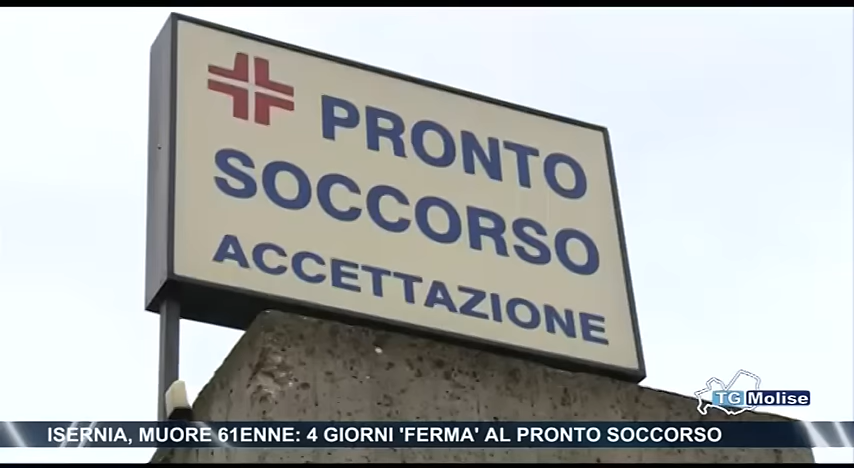 PRONTO
SOCCORSO
ACCETTAZIONE
TG Molise
ISERNIA, MUORE 61ENNE: 4 GIORNI 'FERMA' AL PRONTO SOCCORSO